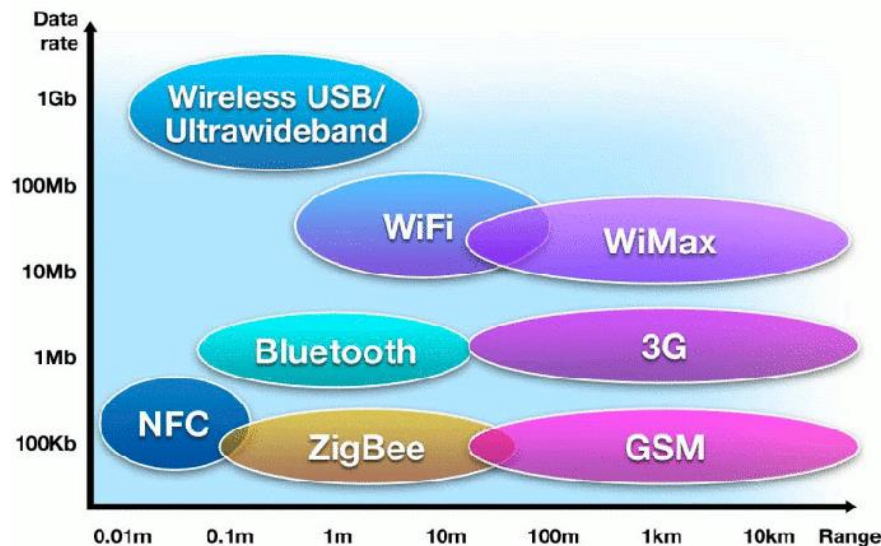 Data
rate
1Gb
100Mb
10Mb
1Mb
100Kb
Wireless USB/
Ultrawideband
WiFi
WiMax
Bluetooth
3G
NFC
ZigBee
GSM
0.01m 0.1m 1m 10m 100m 1km 10km Range